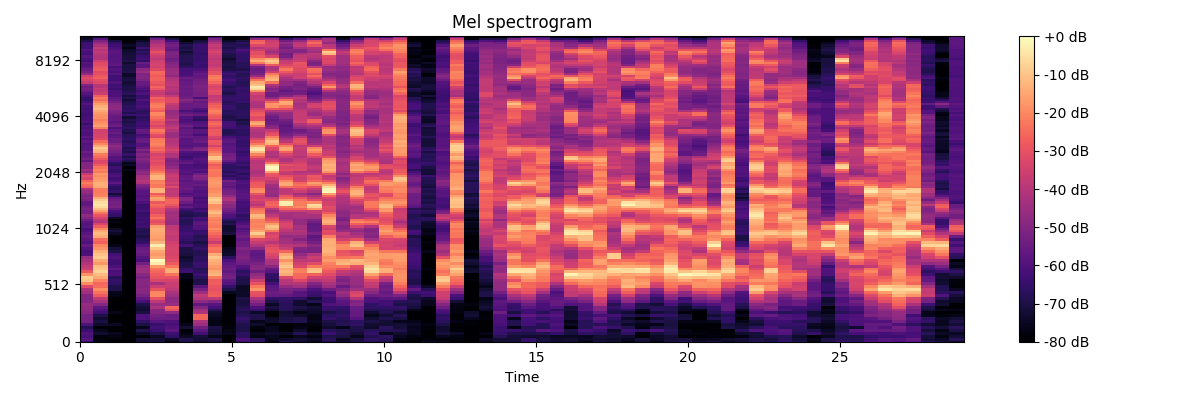 Mel spectrogram
Hz
8192
4096
2048
1024
512
0
0 5 10 15 20 25
Time
+0 dB
-10 dB
-20 dB
-30 dB
-40 dB
-50 dB
-60 dB
-70 dB
-80 dB